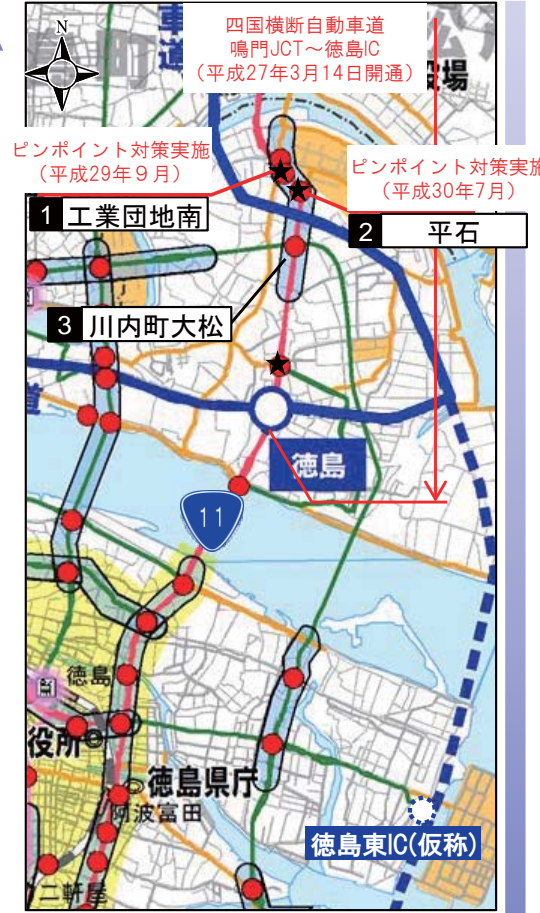 N
車
道
四国横断自動車道
鳴門JCT～徳島IC
（平成27年3月14日開通）
役場
ピンポイント対策実施
（平成29年９月）
ピンポイント対策実施
（平成30年7月）
1 工業団地南
2 平石
3 川内町大松
道
徳島
11
徳島
役所
徳島県庁
阿波富田
徳島東IC(仮称)
二軒屋